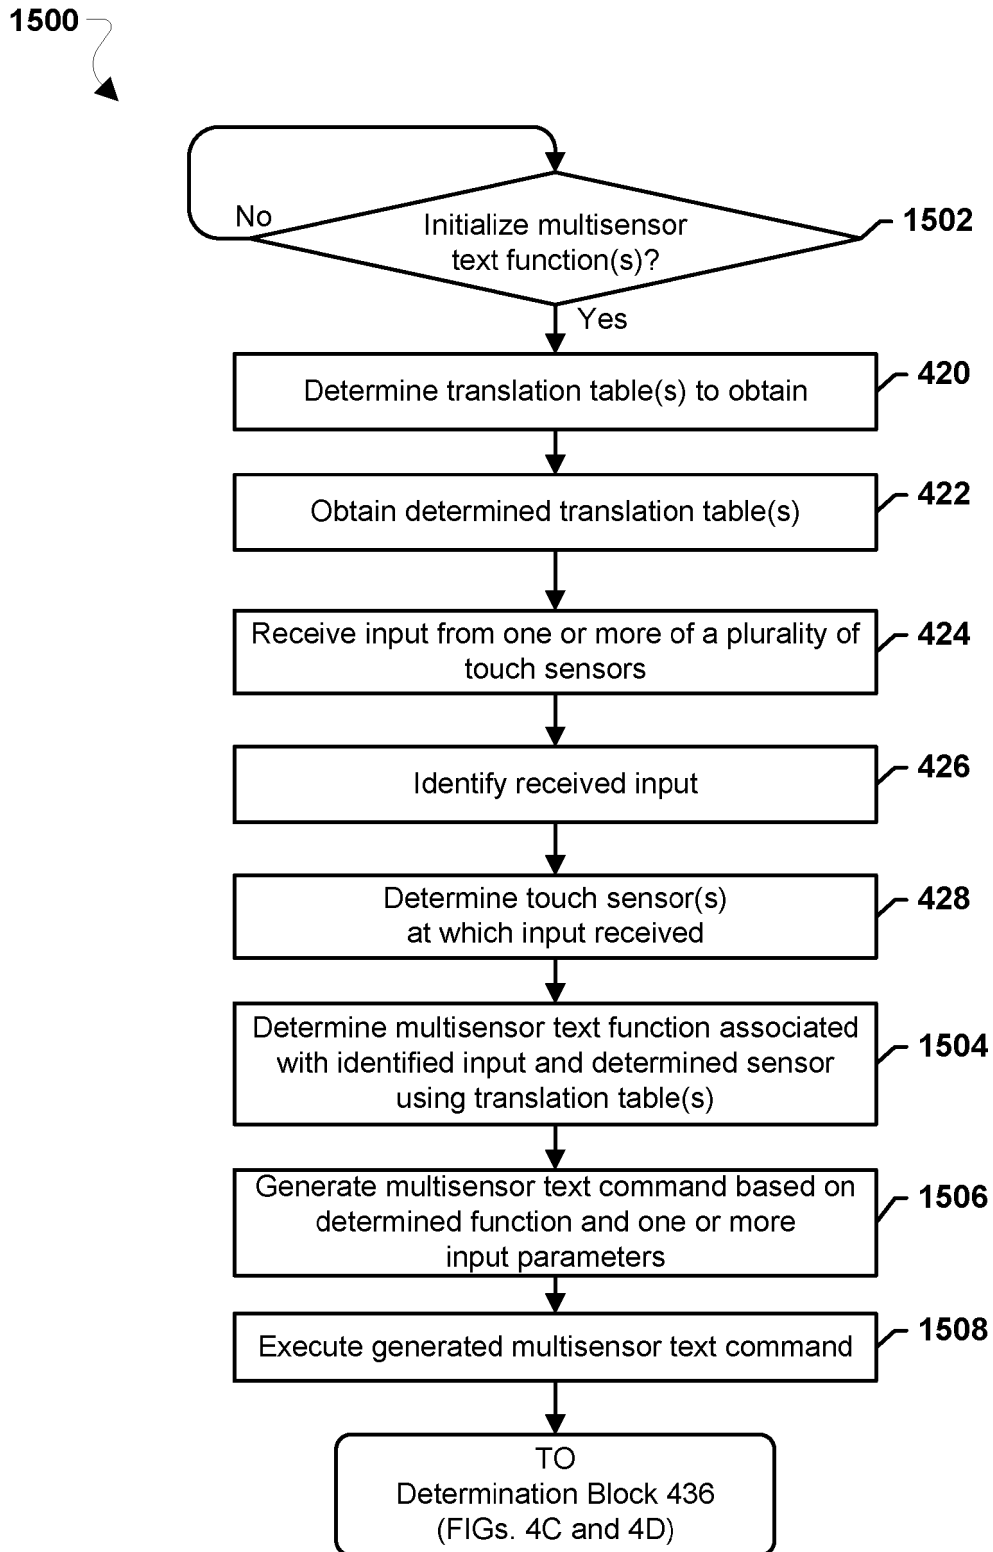 1500
No
Initialize multisensor
text function(s)?
1502
Yes
Determine translation table(s) to obtain
420
Obtain determined translation table(s)
422
Receive input from one or more of a plurality of
touch sensors
424
Identify received input
426
Determine touch sensor(s)
at which input received
428
Determine multisensor text function associated
with identified input and determined sensor
using translation table(s)
1504
Generate multisensor text command based on
determined function and one or more
input parameters
1506
Execute generated multisensor text command
1508
TO
Determination Block 436
(FIGs. 4C and 4D)